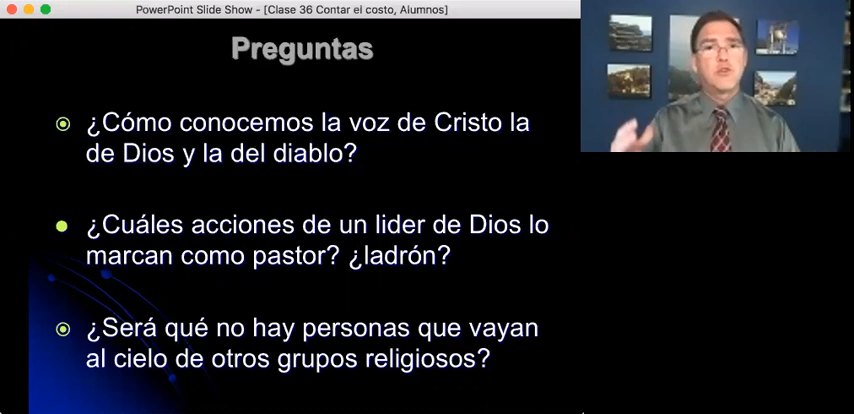 PowerPoint Slide Show - [Clase 36 Contar el costo, Alumnos]
Preguntas
¿Cómo conocemos la voz de Cristo la
de Dios y la del diablo?
¿Cuáles acciones de un lider de Dios lo
marcan como pastor? ¿ladrón?
¿Será qué no hay personas que vayan
al cielo de otros grupos religiosos?